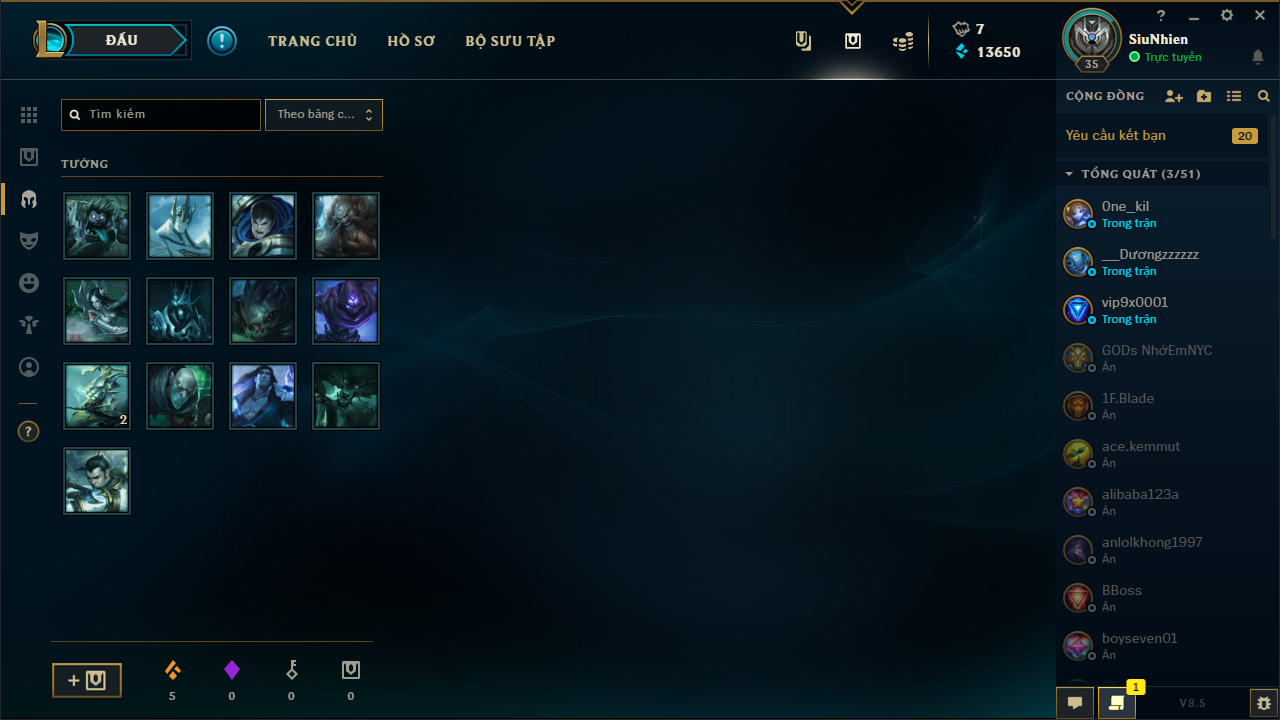 ĐẤU
!
TRANG CHỦ
HỒ SƠ
BỘ SƯU TẬP
7
13650
?
35
SiuNhien
Trực tuyến
Tìm kiếm
Theo bảng c...
TƯỚNG
2
?
5
0
0
0
CỘNG ĐỒNG
Yêu cầu kết bạn
20
TỔNG QUÁT (3/51)
One_kil
Trong trận
__Dươngzzzzzz
Trong trận
vip9x0001
Trong trận
GODs NhớEmNYC
Ẩn
1F.Blade
Ẩn
ace.kemmut
Ẩn
alibaba123a
Ẩn
anlolkhong1997
Ẩn
BBoss
Ẩn
boyseven01
Ẩn
1
V8.5